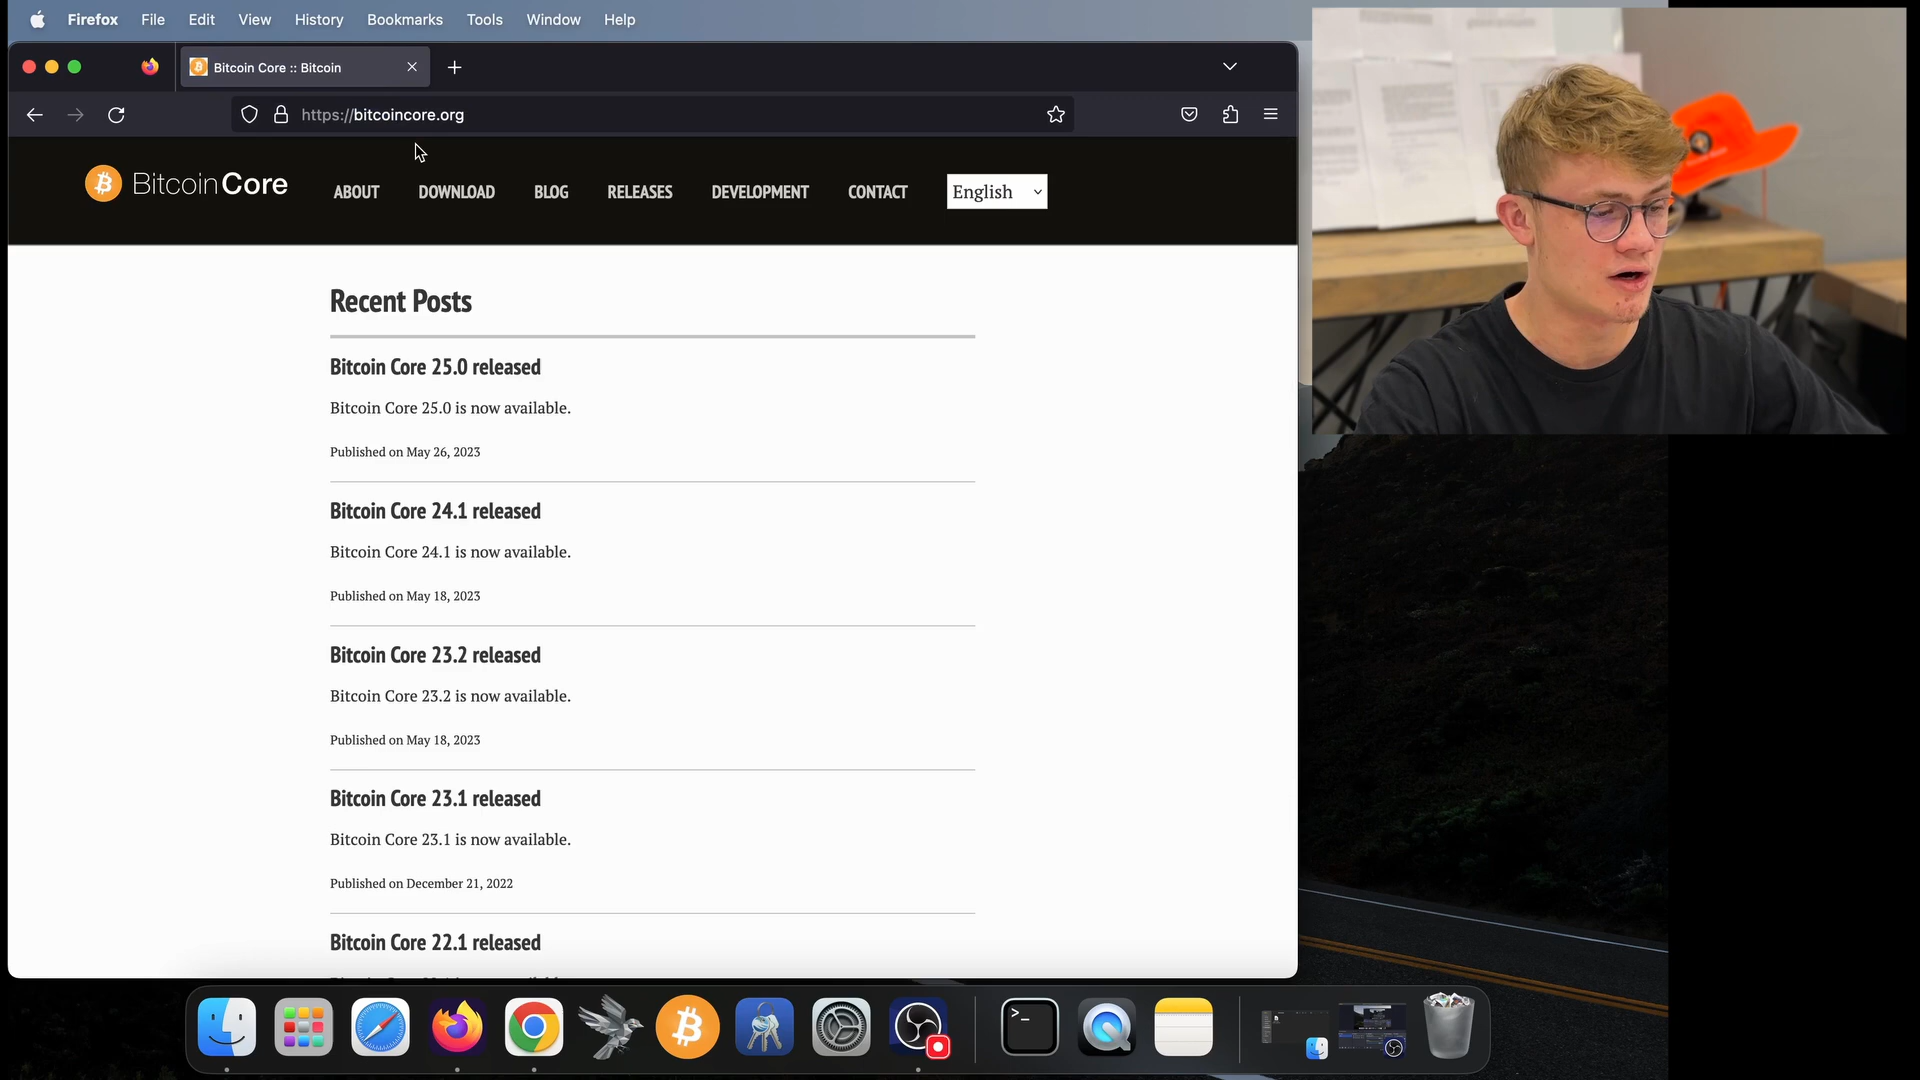 Firefox File Edit View History Bookmarks Tools Window Help
Bitcoin Core :: Bitcoin
https://bitcoincore.org
BitcoinCore ABOUT DOWNLOAD BLOG RELEASES DEVELOPMENT CONTACT English
Recent Posts
Bitcoin Core 25.0 released
Bitcoin Core 25.0 is now available.
Published on May 26, 2023
Bitcoin Core 24.1 released
Bitcoin Core 24.1 is now available.
Published on May 18, 2023
Bitcoin Core 23.2 released
Bitcoin Core 23.2 is now available.
Published on May 18, 2023
Bitcoin Core 23.1 released
Bitcoin Core 23.1 is now available.
Published on December 21, 2022
Bitcoin Core 22.1 released